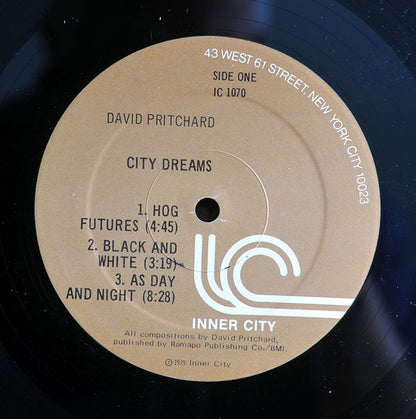 43 WEST 61 STREET, NEW YORK CITY 10023
SIDE ONE
IC 1070
DAVID PRITCHARD
CITY DREAMS
1. HOG
FUTURES (4:45)
2. BLACK AND
WHITE (3:19)
3. AS DAY
AND NIGHT (8:28)
IC
INNER CITY
All compositions by David Pritchard,
published by Ramapo Publishing Co./BMI.
℗ 1979 Inner City